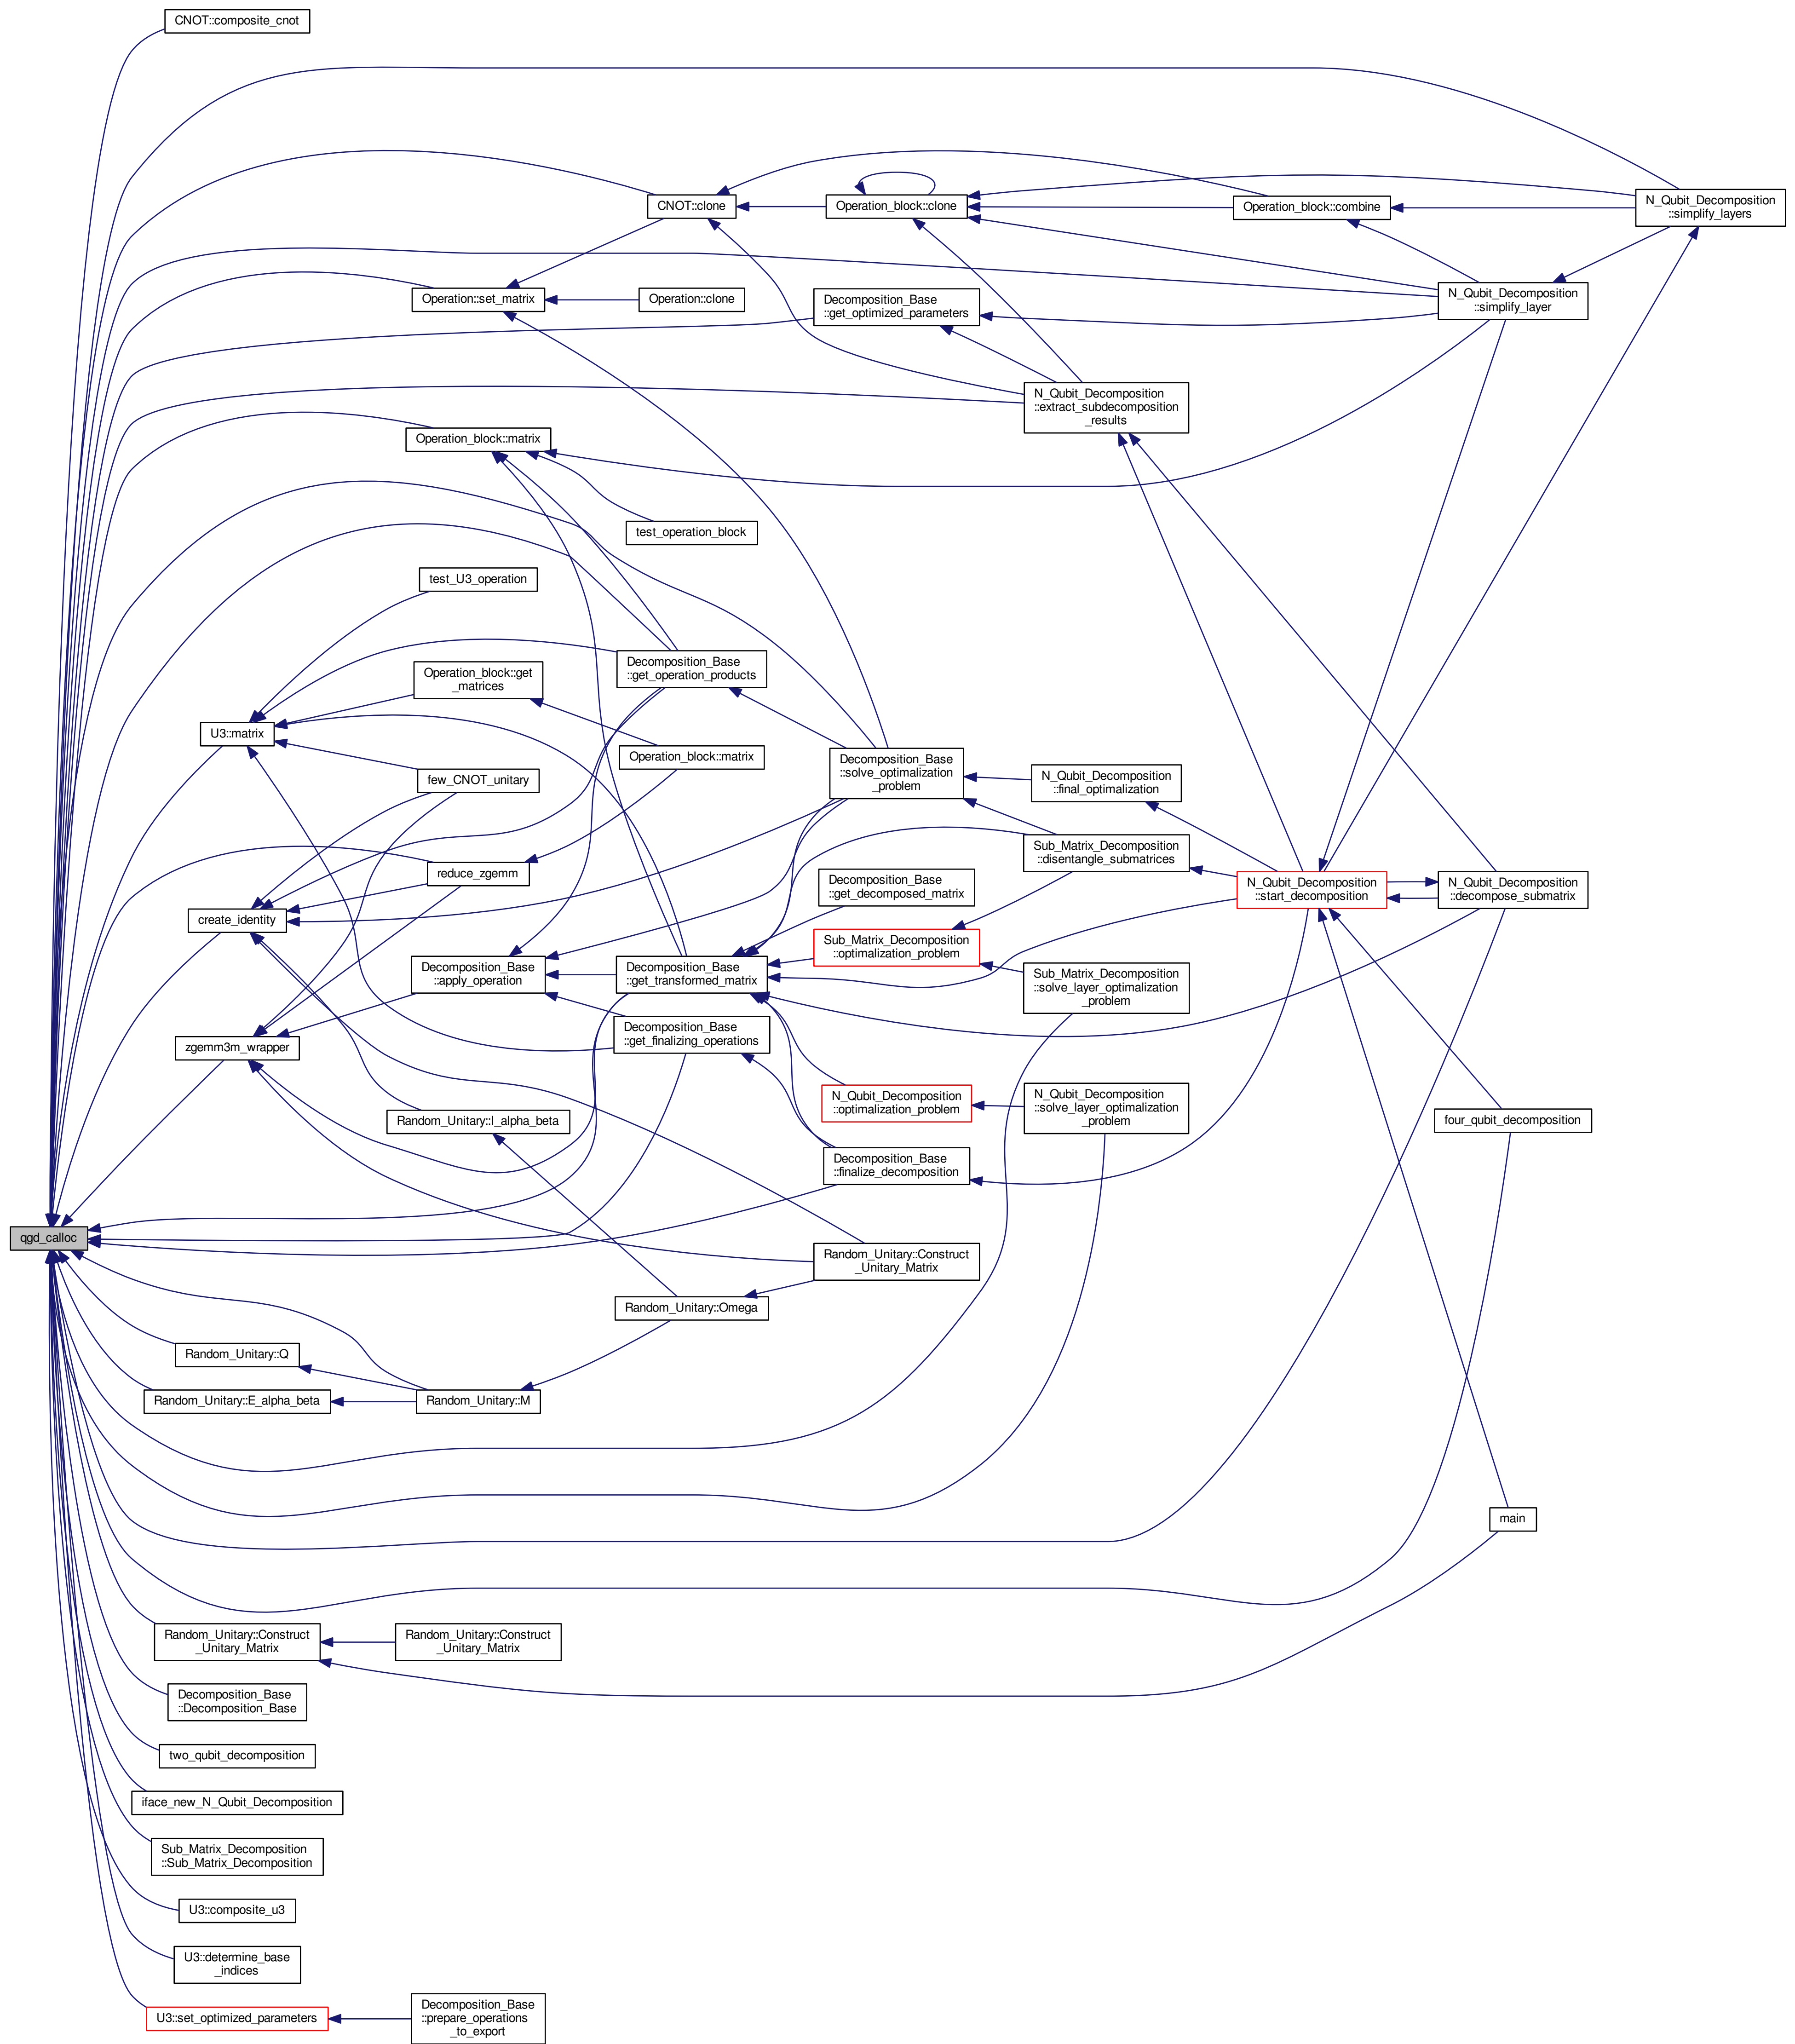 CNOT::composite_cnot
CNOT::clone
Operation_block::clone
Operation_block::combine
N_Qubit_Decomposition
::simplify_layers
Operation::set_matrix
Operation::clone
Decomposition_Base
::get_optimized_parameters
N_Qubit_Decomposition
::simplify_layer
N_Qubit_Decomposition
::extract_subdecomposition
_results
Operation_block::matrix
test_operation_block
test_U3_operation
Decomposition_Base
::get_operation_products
Operation_block::get
_matrices
U3::matrix
Operation_block::matrix
few_CNOT_unitary
Decomposition_Base
::solve_optimalization
_problem
N_Qubit_Decomposition
::final_optimalization
Sub_Matrix_Decomposition
::disentangle_submatrices
reduce_zgemm
Decomposition_Base
::get_decomposed_matrix
N_Qubit_Decomposition
::start_decomposition
N_Qubit_Decomposition
::decompose_submatrix
create_identity
Sub_Matrix_Decomposition
::optimalization_problem
Decomposition_Base
::apply_operation
Decomposition_Base
::get_transformed_matrix
Sub_Matrix_Decomposition
::solve_layer_optimalization
_problem
Decomposition_Base
::get_finalizing_operations
zgemm3m_wrapper
N_Qubit_Decomposition
::optimalization_problem
N_Qubit_Decomposition
::solve_layer_optimalization
_problem
four_qubit_decomposition
Random_Unitary::I_alpha_beta
Decomposition_Base
::finalize_decomposition
qgd_calloc
Random_Unitary::Construct
_Unitary_Matrix
Random_Unitary::Omega
Random_Unitary::Q
Random_Unitary::E_alpha_beta
Random_Unitary::M
main
Random_Unitary::Construct
_Unitary_Matrix
Random_Unitary::Construct
_Unitary_Matrix
Decomposition_Base
::Decomposition_Base
two_qubit_decomposition
iface_new_N_Qubit_Decomposition
Sub_Matrix_Decomposition
::Sub_Matrix_Decomposition
U3::composite_u3
U3::determine_base
_indices
U3::set_optimized_parameters
Decomposition_Base
::prepare_operations
_to_export